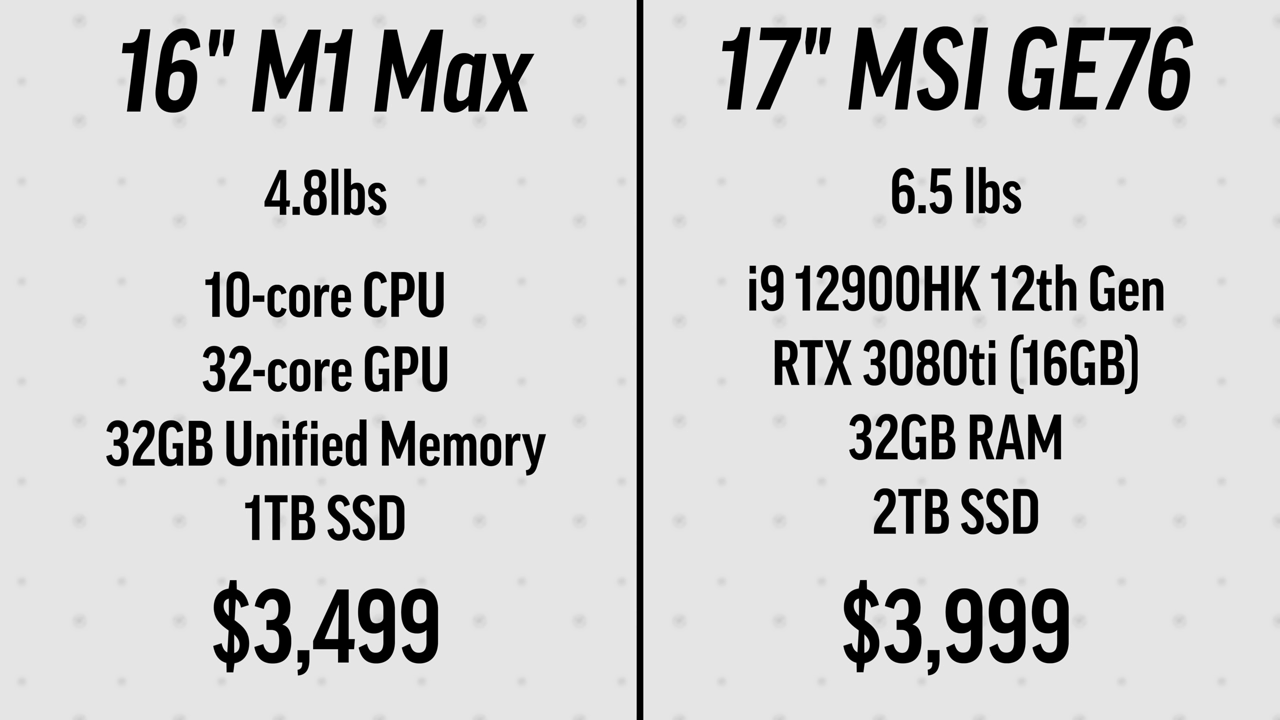 16" M1 Max
4.8lbs
10-core CPU
32-core GPU
32GB Unified Memory
1TB SSD
$3,499
17" MSI GE76
6.5 lbs
i9 12900HK 12th Gen
RTX 3080ti (16GB)
32GB RAM
2TB SSD
$3,999